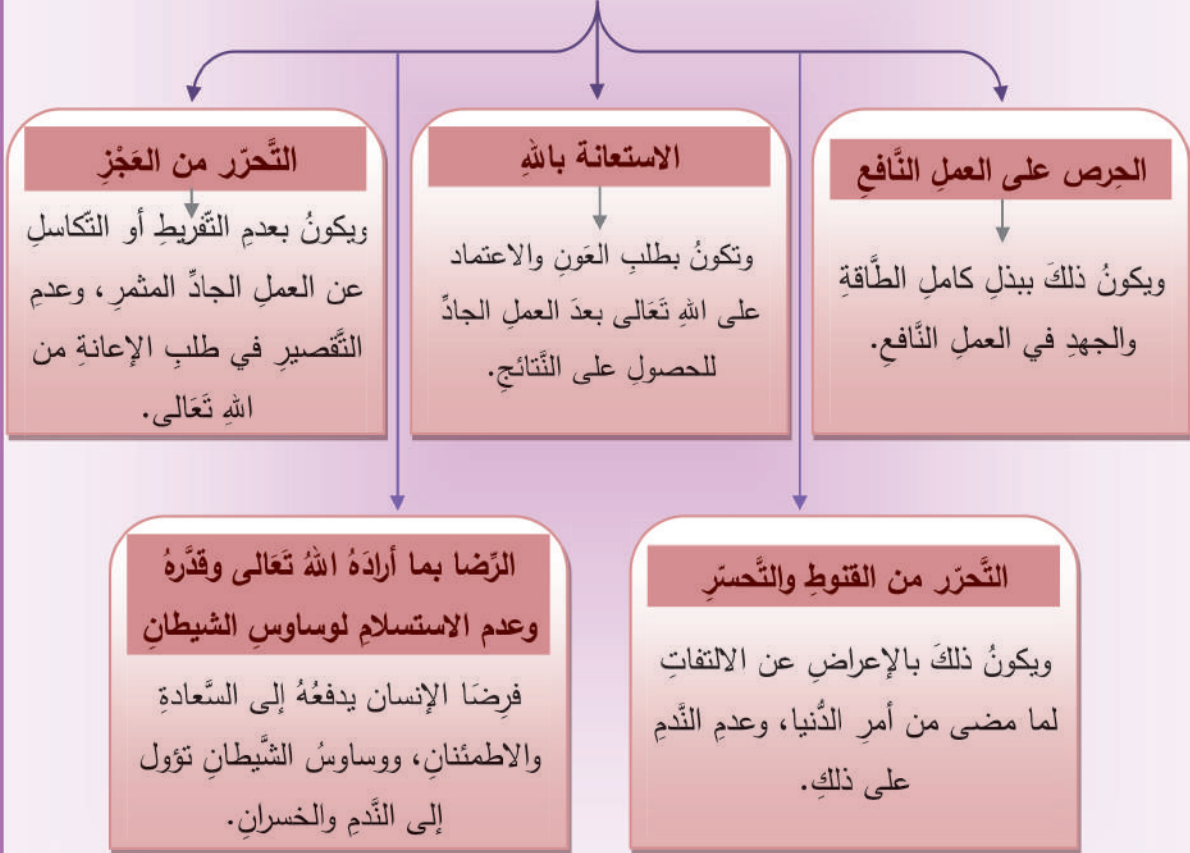 الحِرص على العملِ النَّافعِ
ويكونُ ذلكَ ببذلِ كاملِ الطَّاقةِ
والجهدِ في العملِ النَّافعِ.
الاستعانة باللهِ
وتكونُ بطلبِ العَونِ والاعتماد
على اللهِ تَعَالى بعدَ العملِ الجادِّ
للحصولِ على النَّتائجِ.
التَّحرّر من العَجْزِ
ويكونُ بعدمِ التّفريطِ أو التّكاسلِ
عن العملِ الجادِّ المثمرِ، وعدمِ
التَّقصيرِ في طلبِ الإعانةِ من
اللهِ تَعَالى.
التَّحرّر من القنوطِ والتَّحسّرِ
ويكونُ ذلكَ بالإعراضِ عن الالتفاتِ
لما مضى من أمرِ الدُّنيا، وعدمِ النَّدمِ
على ذلكِ.
الرِّضا بما أرادَهُ اللهُ تَعَالى وقدَّرهُ
وعدم الاستسلامِ لوساوسِ الشيطانِ
فرِضَا الإنسان يدفعُهُ إلى السَّعادةِ
والاطمئنانِ، ووساوسُ الشَّيطانِ تؤول
إلى النَّدمِ والخسرانِ.